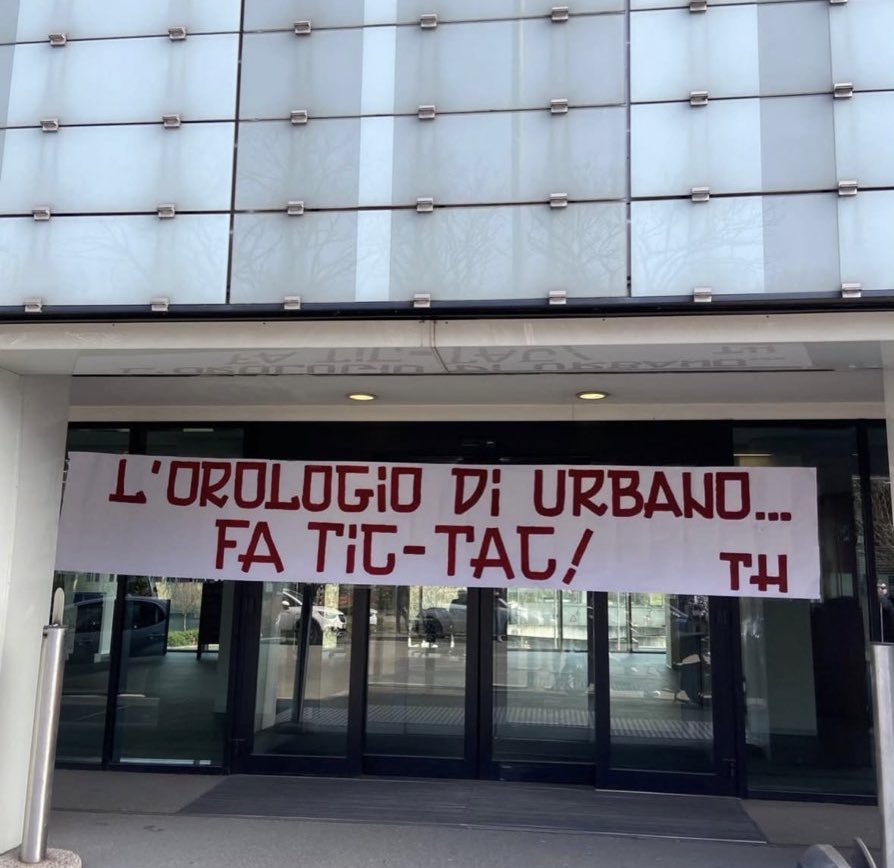 L'OROLOGiO Di URBANO...
FA TiC-TAC!
TH